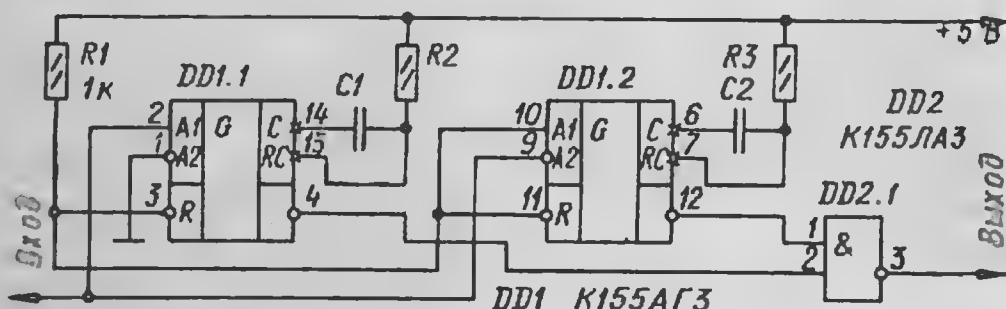 R1
1к
DD1.1
C1
R2
DD1.2
R3
C2
+5 В
DD2
К155ЛА3
2
1
3
A1
A2
R
G
C
RC
14
15
4
10
9
11
A1
A2
R
G
C
RC
6
7
12
DD2.1
1
2
&
3
Вход
Выход
DD1 К155АГ3